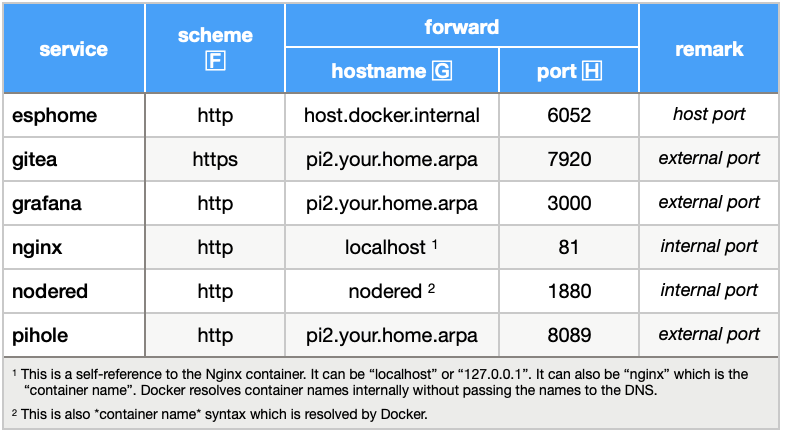 service scheme F forward remark
hostname G port H
esphome http host.docker.internal 6052 host port
gitea https pi2.your.home.arpa 7920 external port
grafana http pi2.your.home.arpa 3000 external port
nginx http localhost 1 81 internal port
nodered http nodered 2 1880 internal port
pihole http pi2.your.home.arpa 8089 external port
1 This is a self-reference to the Nginx container. It can be “localhost” or “127.0.0.1”. It can also be “nginx” which is the
“container name”. Docker resolves container names internally without passing the names to the DNS.
2 This is also *container name* syntax which is resolved by Docker.